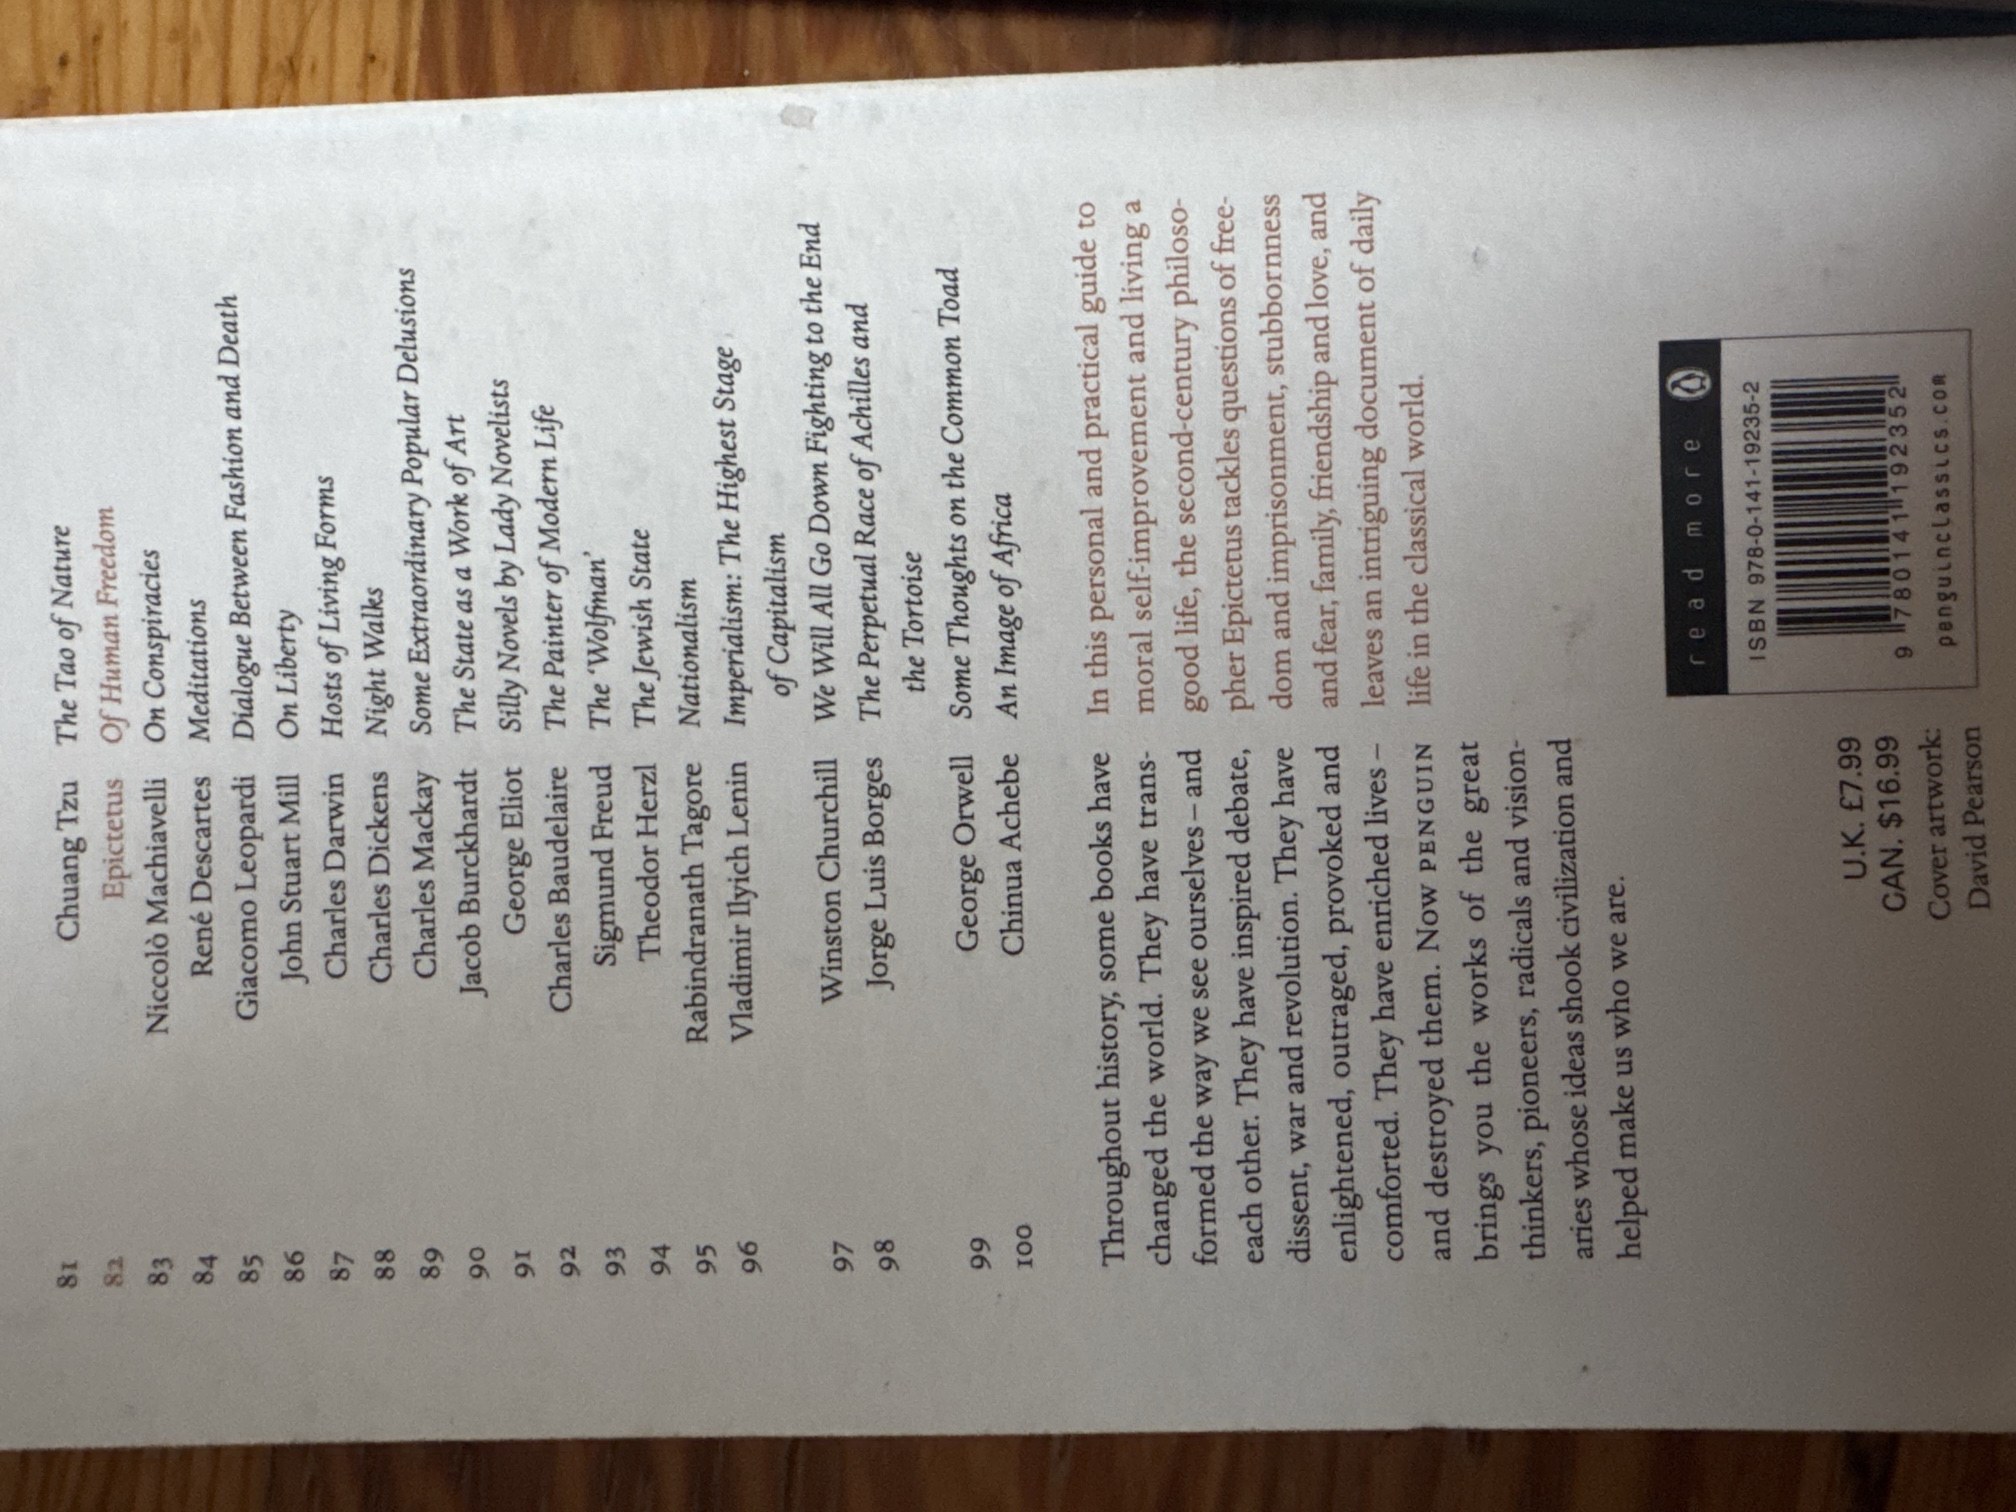 81 Chuang Tzu The Tao of Nature
82 Epictetus Of Human Freedom
83 Niccolò Machiavelli On Conspiracies
84 René Descartes Meditations
85 Giacomo Leopardi Dialogue Between Fashion and Death
86 John Stuart Mill On Liberty
87 Charles Darwin Hosts of Living Forms
88 Charles Dickens Night Walks
89 Charles Mackay Some Extraordinary Popular Delusions
90 Jacob Burckhardt The State as a Work of Art
91 George Eliot Silly Novels by Lady Novelists
92 Charles Baudelaire The Painter of Modern Life
93 Sigmund Freud The 'Wolfman'
94 Theodor Herzl The Jewish State
95 Rabindranath Tagore Nationalism
96 Vladimir Ilyich Lenin Imperialism: The Highest Stage
of Capitalism
97 Winston Churchill We Will All Go Down Fighting to the End
98 Jorge Luis Borges The Perpetual Race of Achilles and
the Tortoise
99 George Orwell Some Thoughts on the Common Toad
100 Chinua Achebe An Image of Africa
Throughout history, some books have
changed the world. They have trans-
formed the way we see ourselves – and
each other. They have inspired debate,
dissent, war and revolution. They have
enlightened, outraged, provoked and
comforted. They have enriched lives –
and destroyed them. Now PENGUIN
brings you the works of the great
thinkers, pioneers, radicals and vision-
aries whose ideas shook civilization and
helped make us who we are.
In this personal and practical guide to
moral self-improvement and living a
good life, the second-century philoso-
pher Epictetus tackles questions of free-
dom and imprisonment, stubbornness
and fear, family, friendship and love, and
leaves an intriguing document of daily
life in the classical world.
U.K. £7.99
CAN. $16.99
Cover artwork:
David Pearson
read more
ISBN 978-0-141-19235-2
9 780141 192352
penguinclassics.com